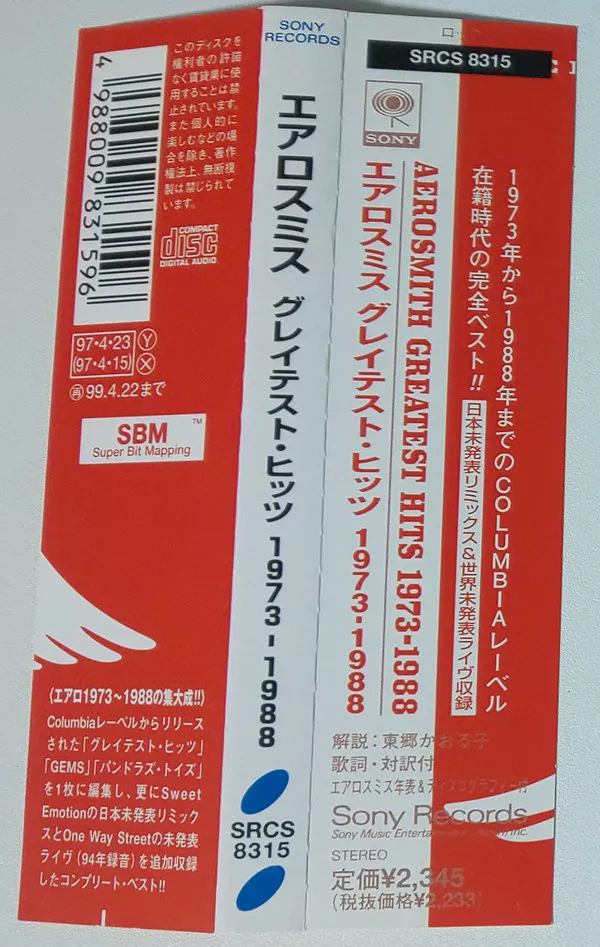 このディスクを
権利者の許諾
なく賃貸業に使
用することは禁
止されています。
また個人的に
楽しむなどの場
合を除き、著作
権法上、無断複
製は禁じられて
います。
4 988009 831596
COMPACT
disc
DIGITAL AUDIO
97・4・23 Y
(97・4・15) X
再 99.4.22まで
SBM™
Super Bit Mapping
〈エアロ1973〜1988の集大成!!〉
Columbiaレーベルからリリース
された「グレイテスト・ヒッツ」
「GEMS」「パンドラズ・トイズ」
を1枚に編集し、更にSweet
Emotionの日本未発表リミック
スとOne Way Streetの未発表
ライヴ(94年録音)を追加収録
したコンプリート・ベスト!!
SONY
RECORDS
エアロスミス グレイテスト・ヒッツ 1973-1988
SRCS
8315
ロック
SRCS 8315
SONY
1973年から1988年までのCOLUMBIAレーベル
在籍時代の完全ベスト!! 日本未発表リミックス&世界未発表ライヴ収録
AEROSMITH GREATEST HITS 1973-1988
エアロスミス グレイテスト・ヒッツ 1973-1988
解説:東郷かおる子
歌詞・対訳付
エアロスミス年表&ディスコグラフィー付
Sony Records
Sony Music Entertainment (Japan) Inc.
STEREO
定価¥2,345
(税抜価格¥2,233)